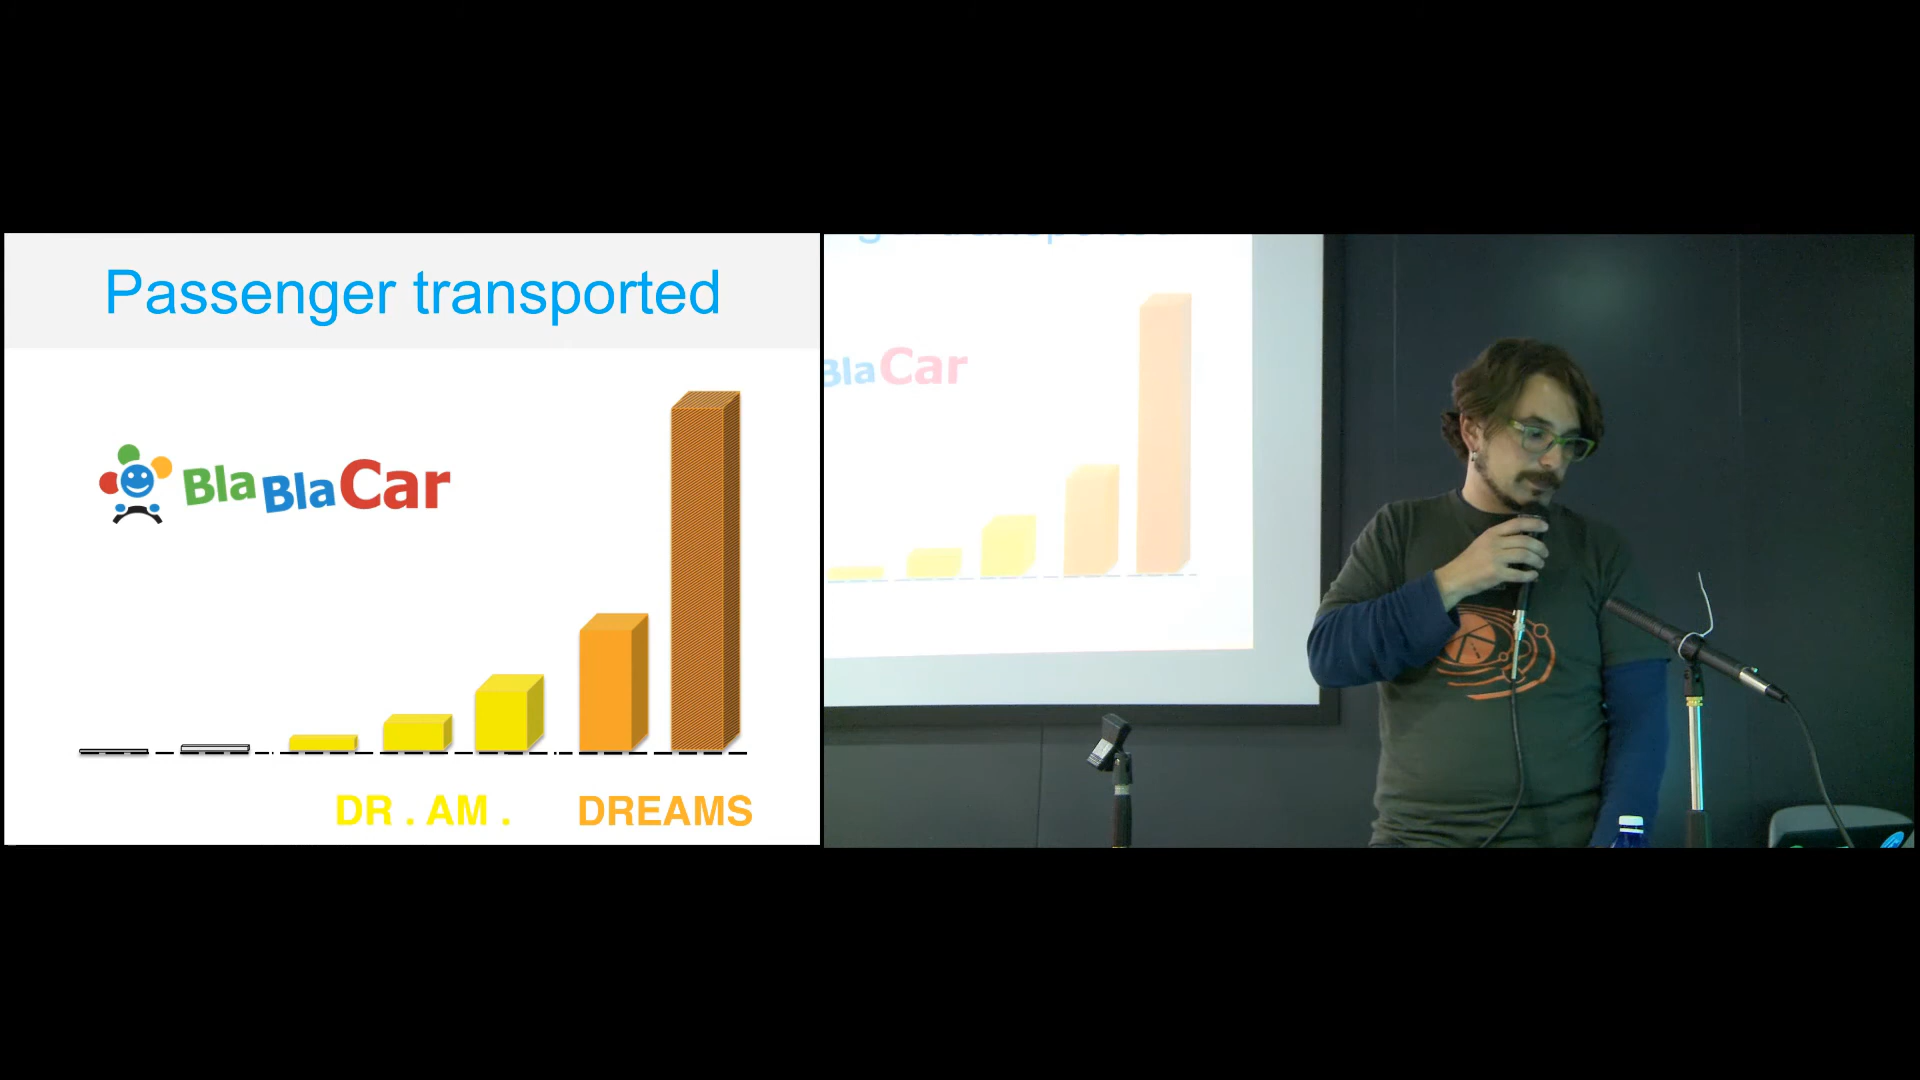 Passenger transported
BlaBlaCar
DR . AM .
DREAMS
BlaCar